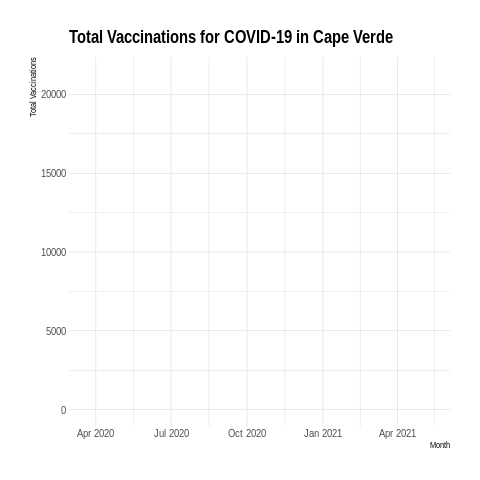 Total Vaccinations for COVID-19 in Cape Verde
Total Vaccinations
20000
15000
10000
5000
0
Apr 2020 Jul 2020 Oct 2020 Jan 2021 Apr 2021
Month